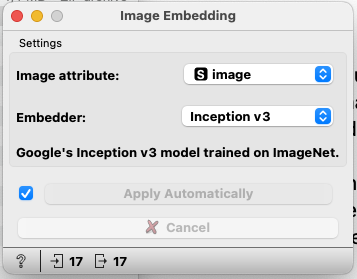 Image Embedding
Settings
Image attribute:
S image
Embedder:
Inception v3
Google's Inception v3 model trained on ImageNet.
Apply Automatically
Cancel
? 17 17